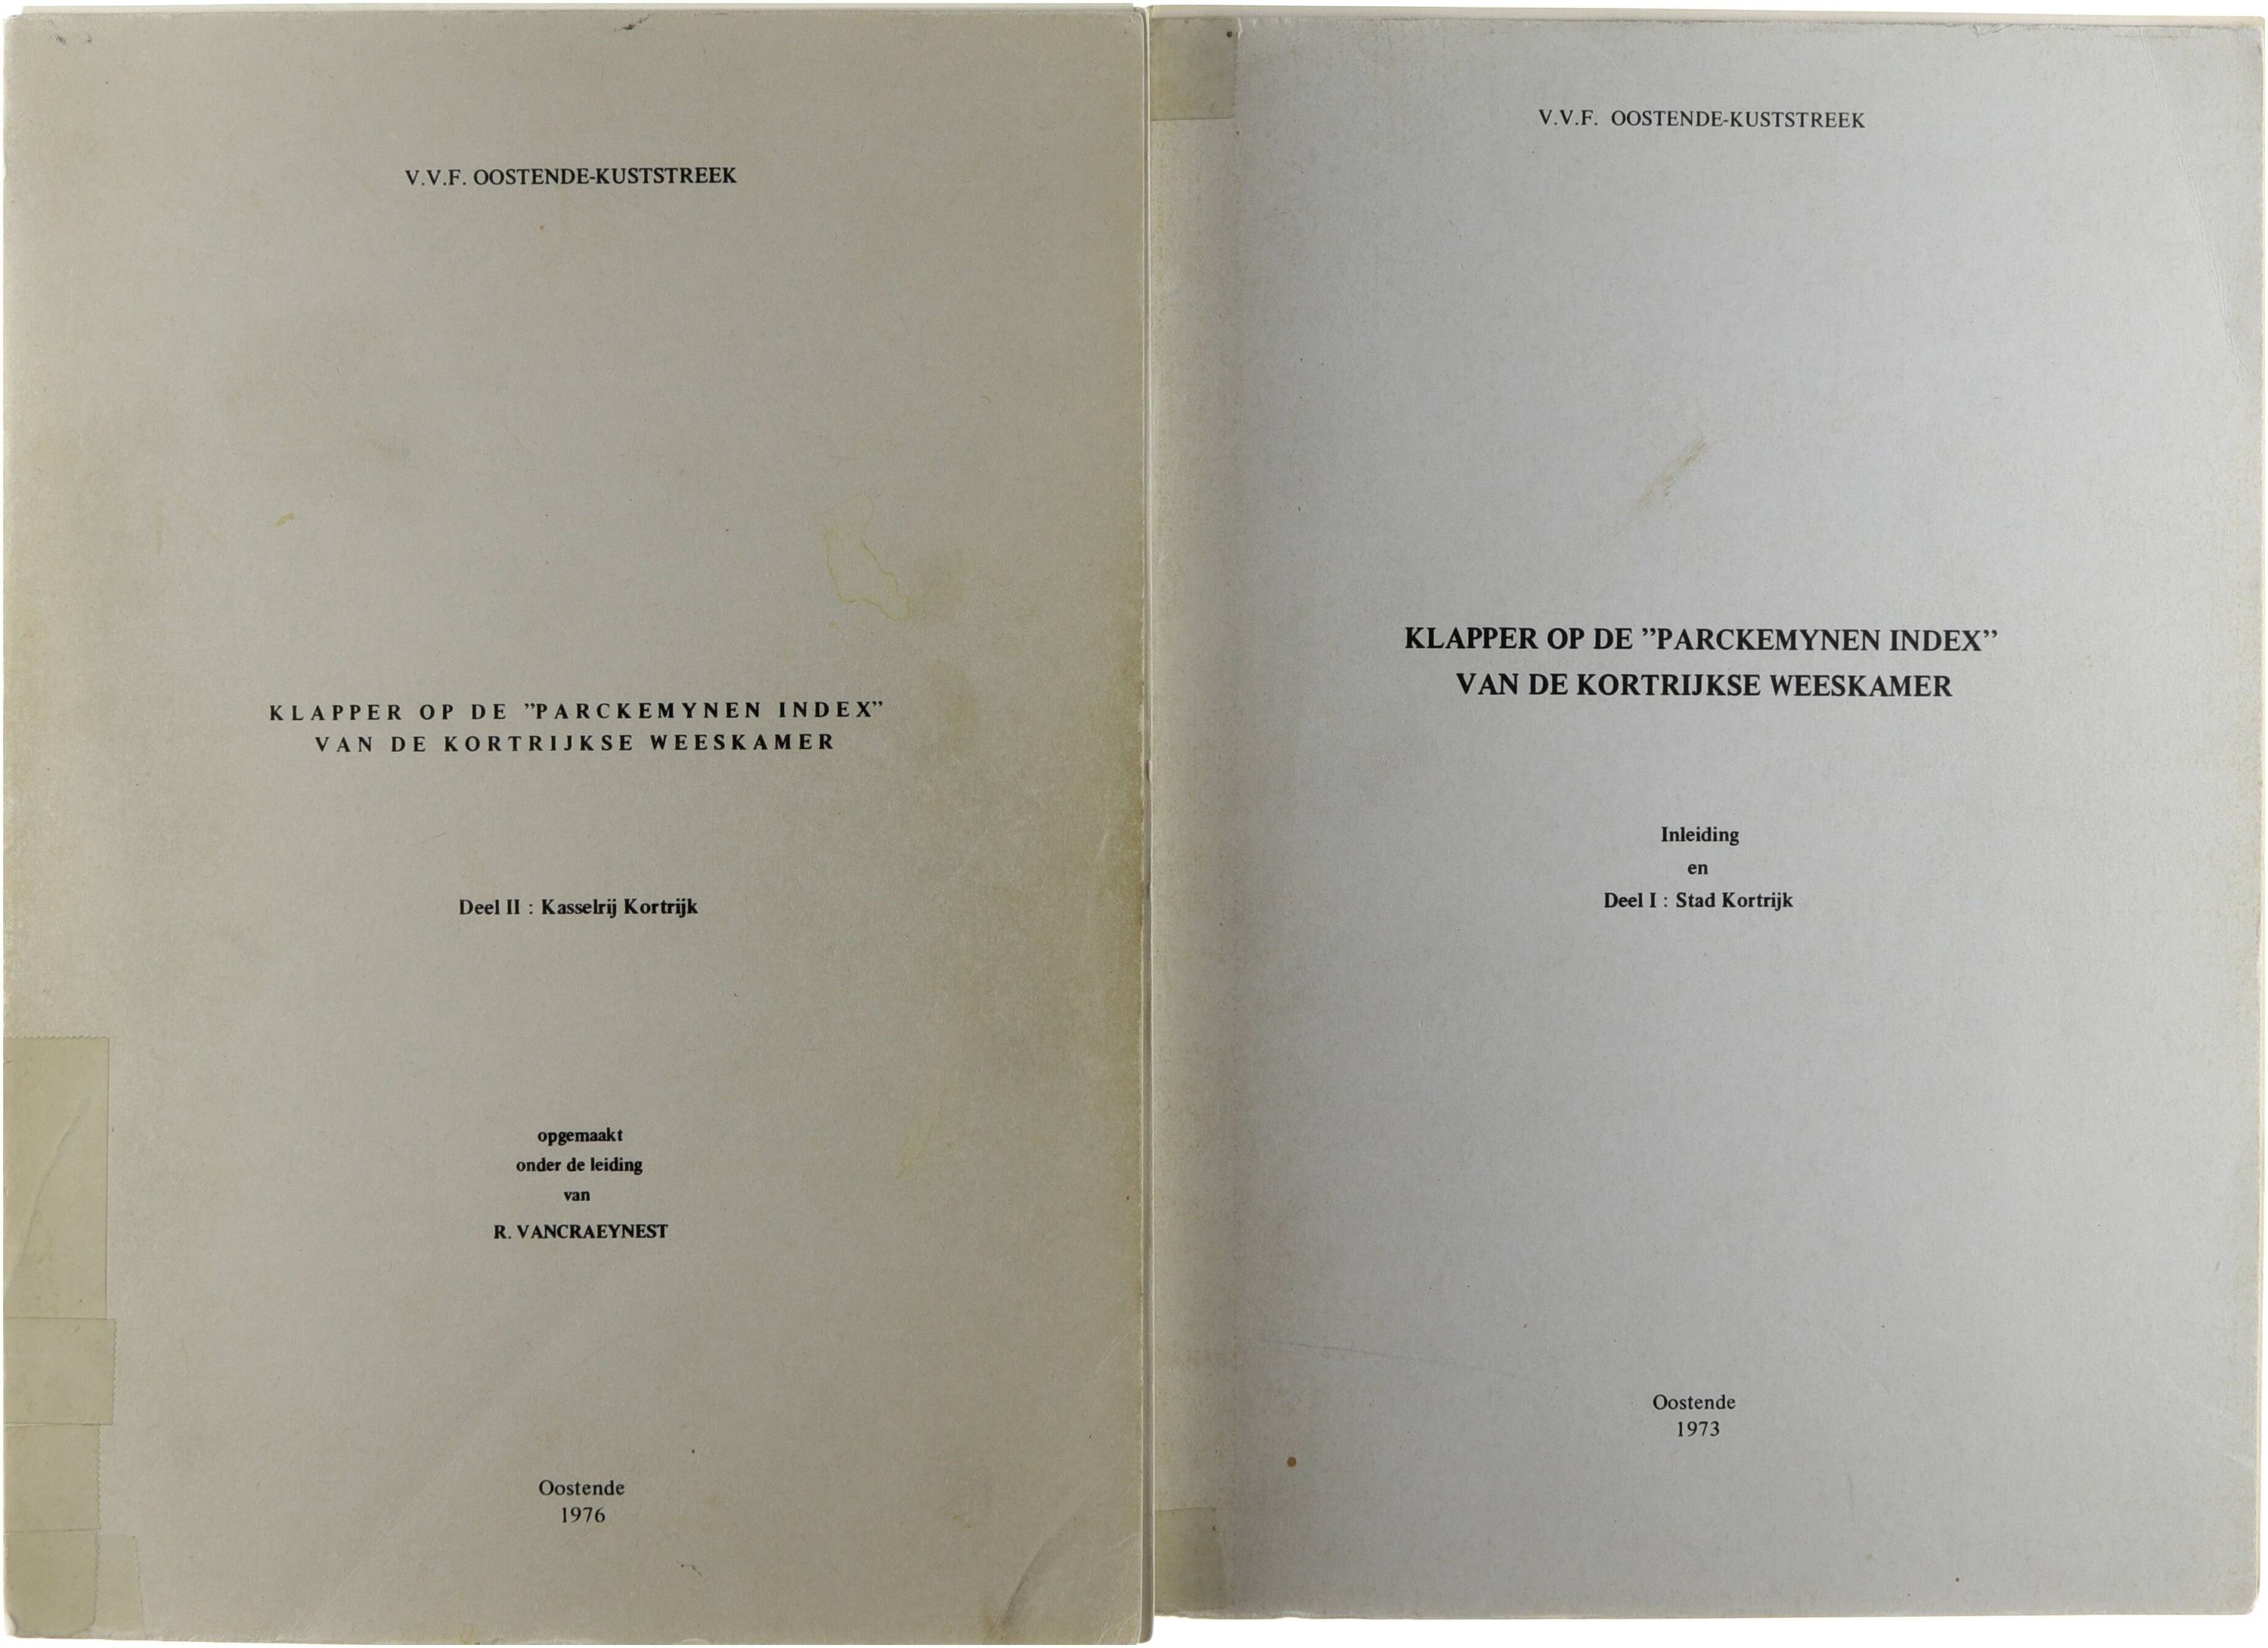 V.V.F. OOSTENDE-KUSTSTREEK
KLAPPER OP DE ”PARCKEMYNEN INDEX”
VAN DE KORTRIJKSE WEESKAMER
Deel II : Kasselrij Kortrijk
opgemaakt
onder de leiding
van
R. VANCRAEYNEST
Oostende
1976
V.V.F. OOSTENDE-KUSTSTREEK
KLAPPER OP DE ”PARCKEMYNEN INDEX”
VAN DE KORTRIJKSE WEESKAMER
Inleiding
en
Deel I : Stad Kortrijk
Oostende
1973